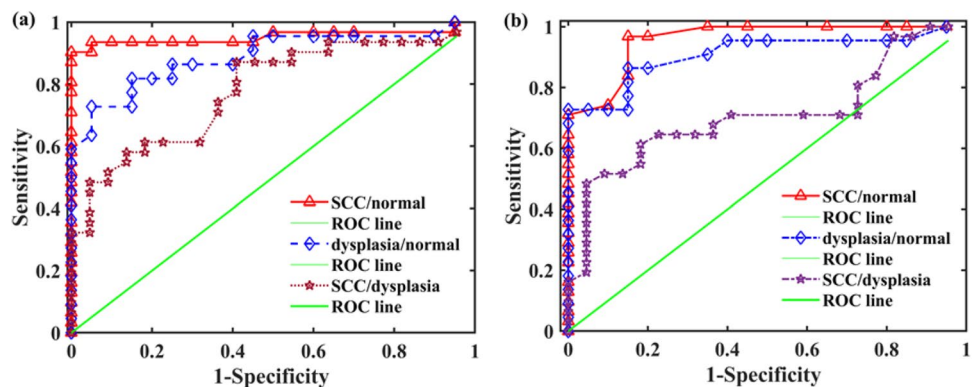 (a)
1
0.8
0.6
0.4
0.2
0
Sensitivity
SCC/normal
ROC line
dysplasia/normal
ROC line
SCC/dysplasia
ROC line
0 0.2 0.4 0.6 0.8 1
1-Specificity
(b)
1
0.8
0.6
0.4
0.2
0
Sensitivity
SCC/normal
ROC line
dysplasia/normal
ROC line
SCC/dysplasia
ROC line
0 0.2 0.4 0.6 0.8 1
1-Specificity